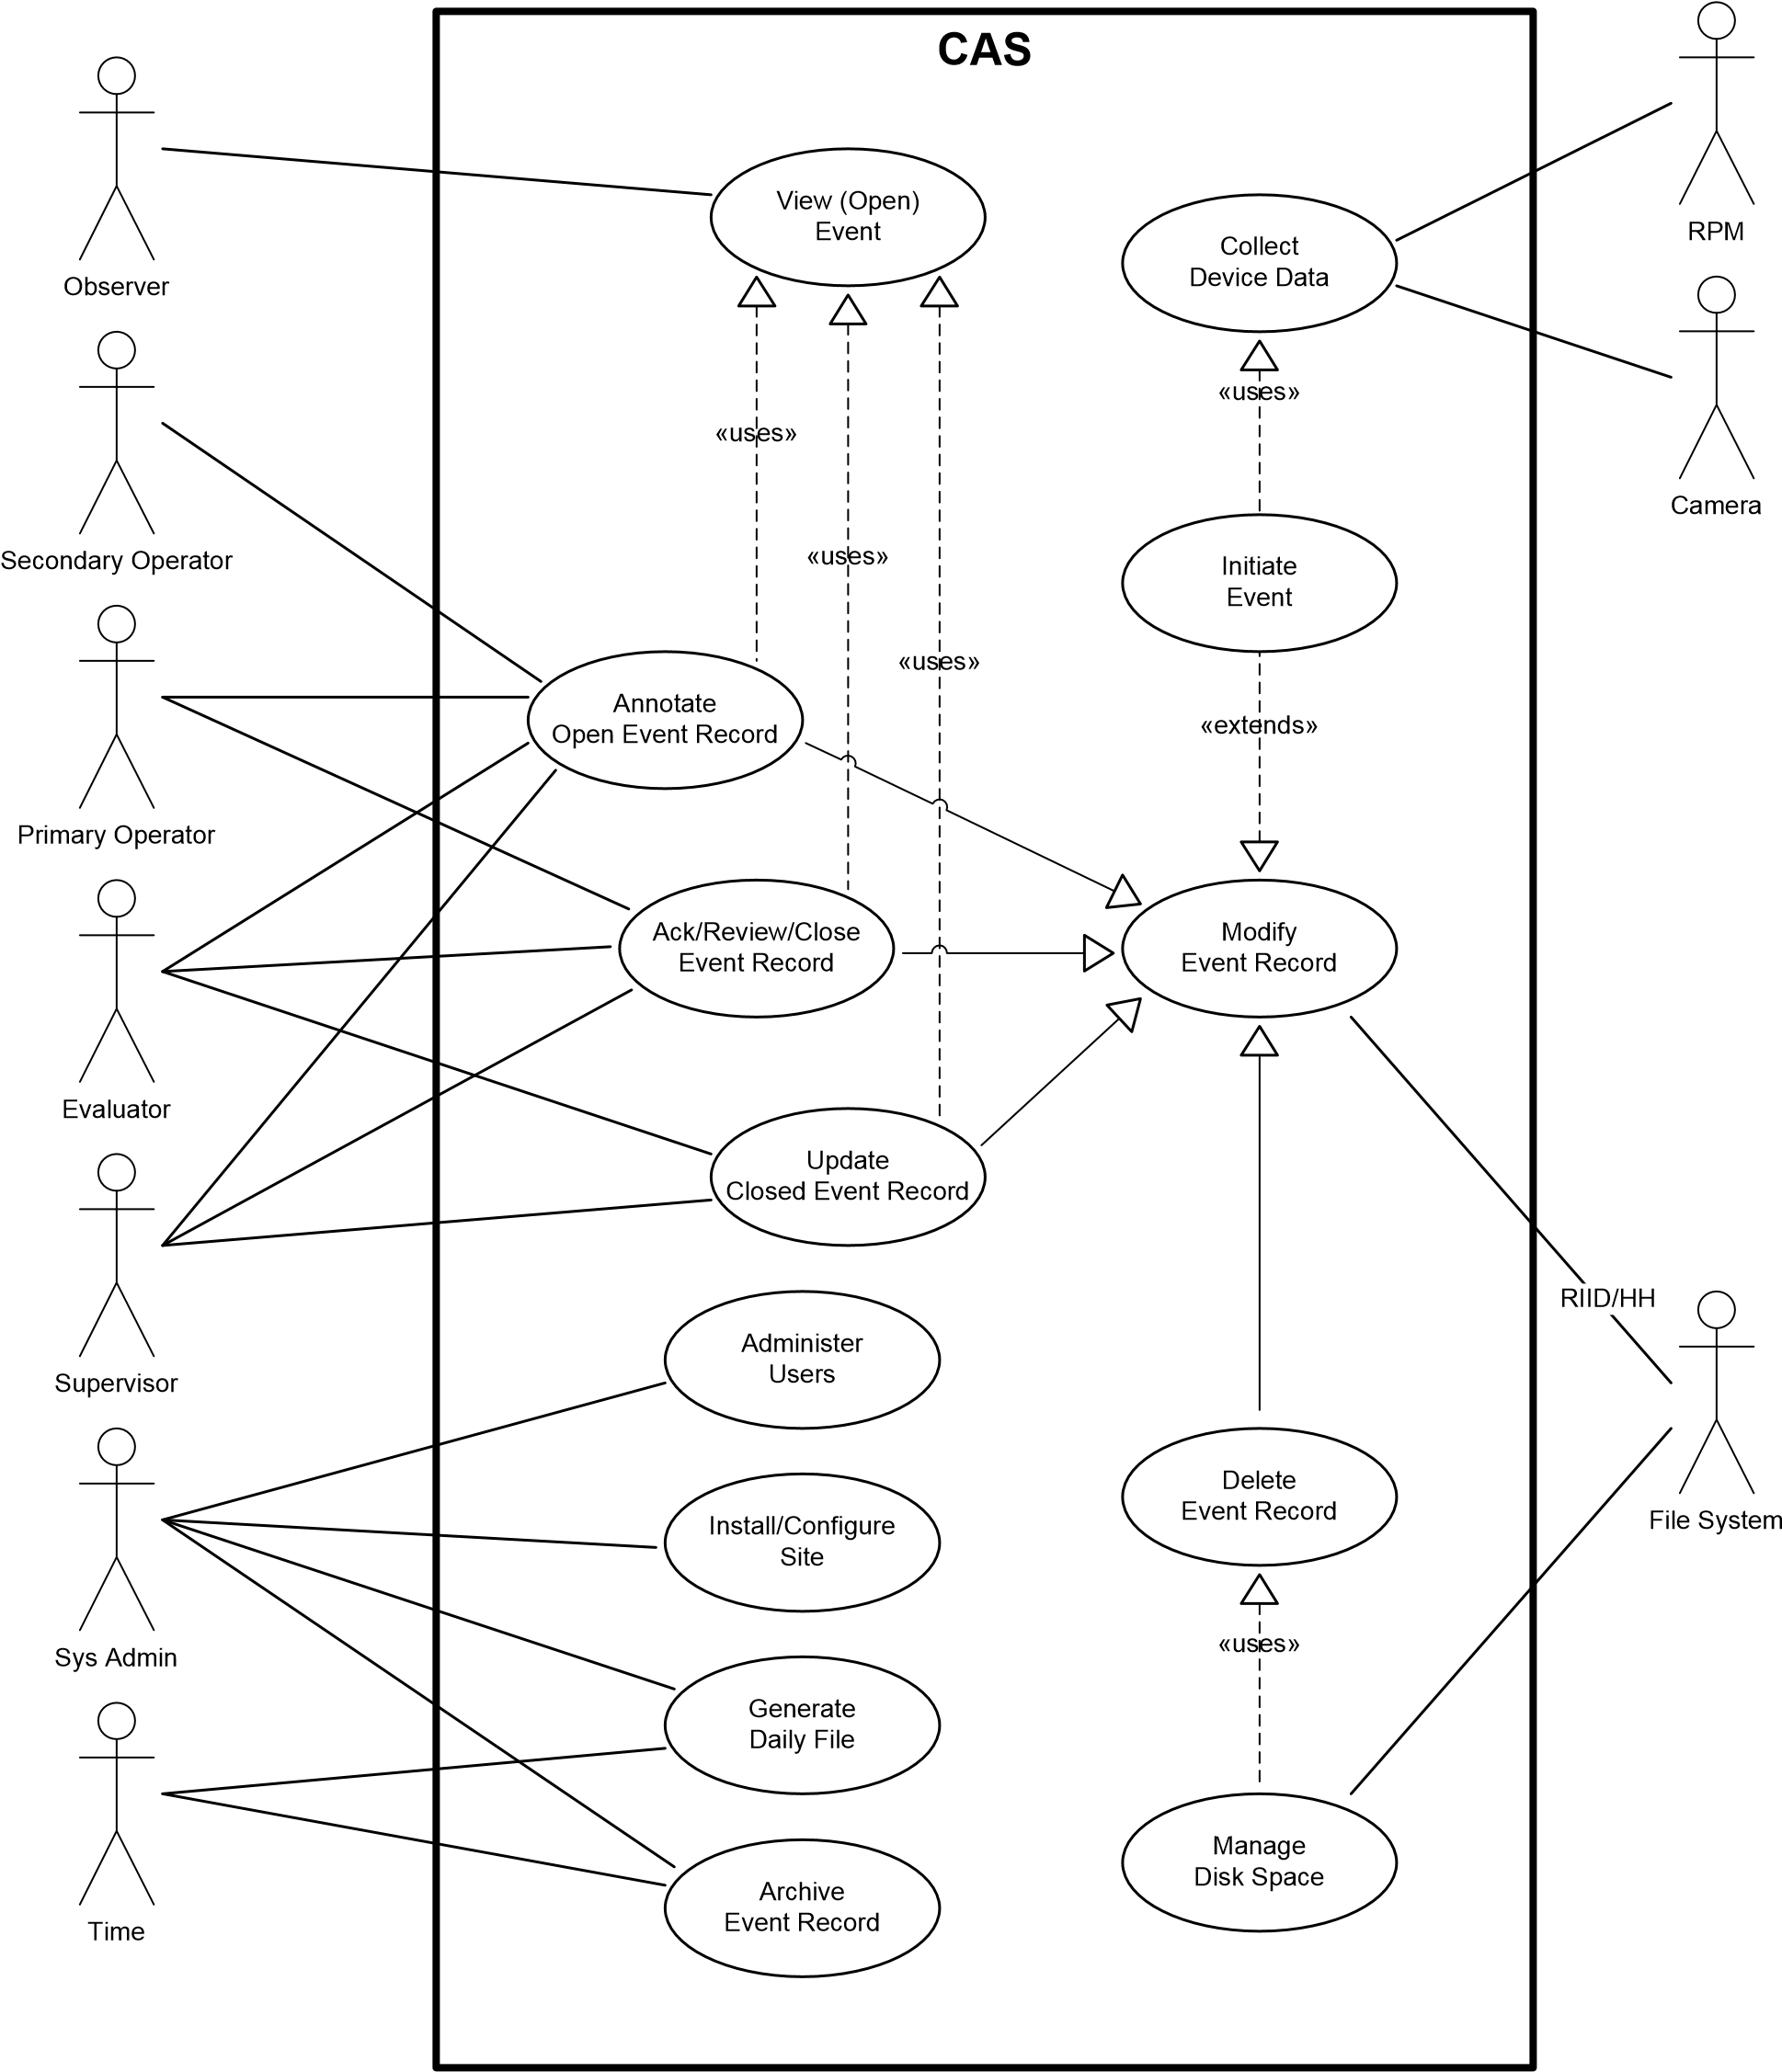 CAS
Observer
View (Open)
Event
Collect
Device Data
RPM
Camera
«uses»
«uses»
Secondary Operator
«uses»
Initiate
Event
«uses»
Primary Operator
Annotate
Open Event Record
«extends»
Evaluator
Ack/Review/Close
Event Record
Modify
Event Record
Update
Closed Event Record
Supervisor
RIID/HH
Administer
Users
Sys Admin
Install/Configure
Site
Delete
Event Record
File System
«uses»
Generate
Daily File
Time
Archive
Event Record
Manage
Disk Space